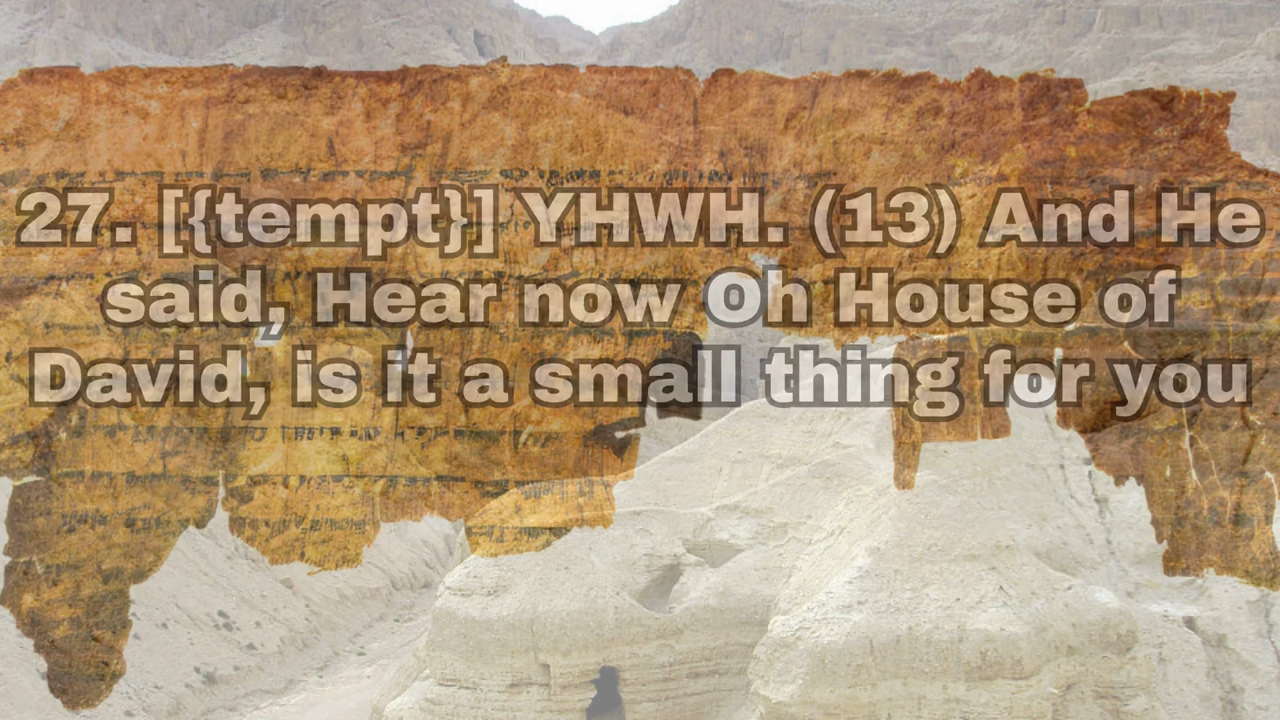 27. [{tempt}] YHWH. (13) And He
said, Hear now Oh House of
David, is it a small thing for you